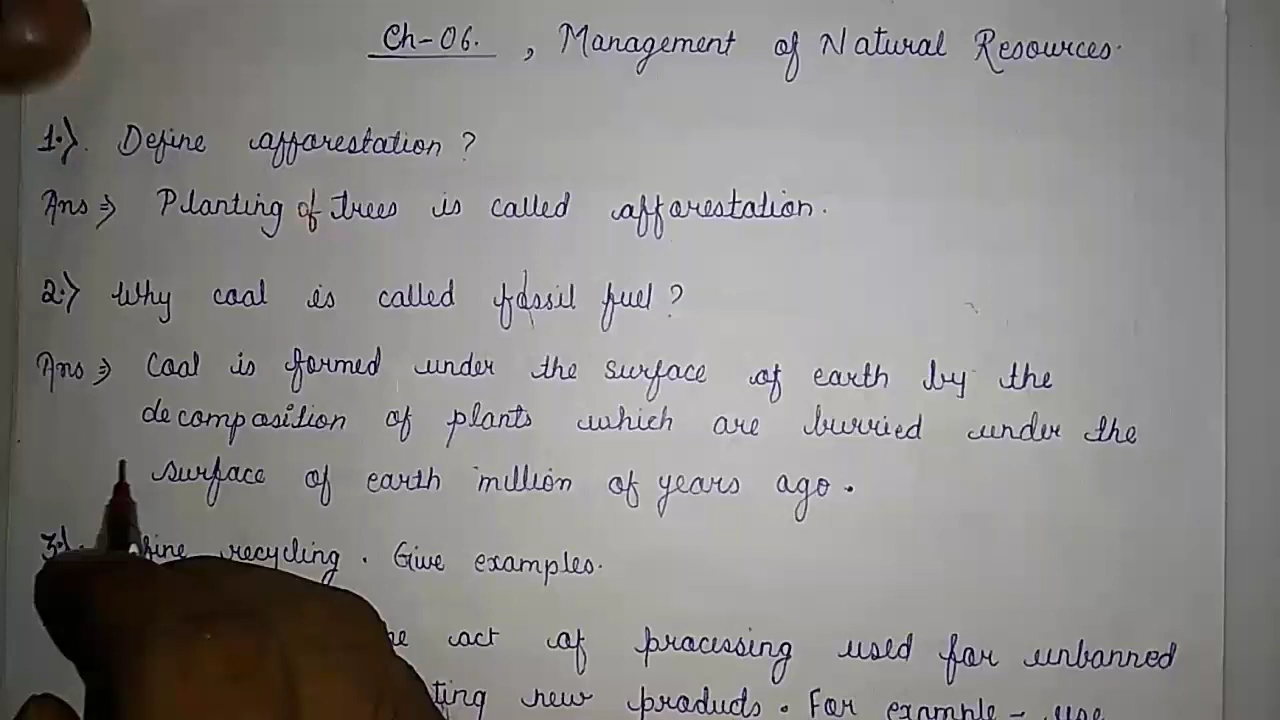 Ch-06. , Management of Natural Resources.
1.). Define afforestation ?
Ans ⇒ Planting of trees is called afforestation.
2.) Why coal is called fossil fuel ?
Ans ⇒ Coal is formed under the surface of earth by the
decomposition of plants which are burried under the
surface of earth million of years ago .
recycling . Give examples.
act of processing used for unbanned
new products . For example - use